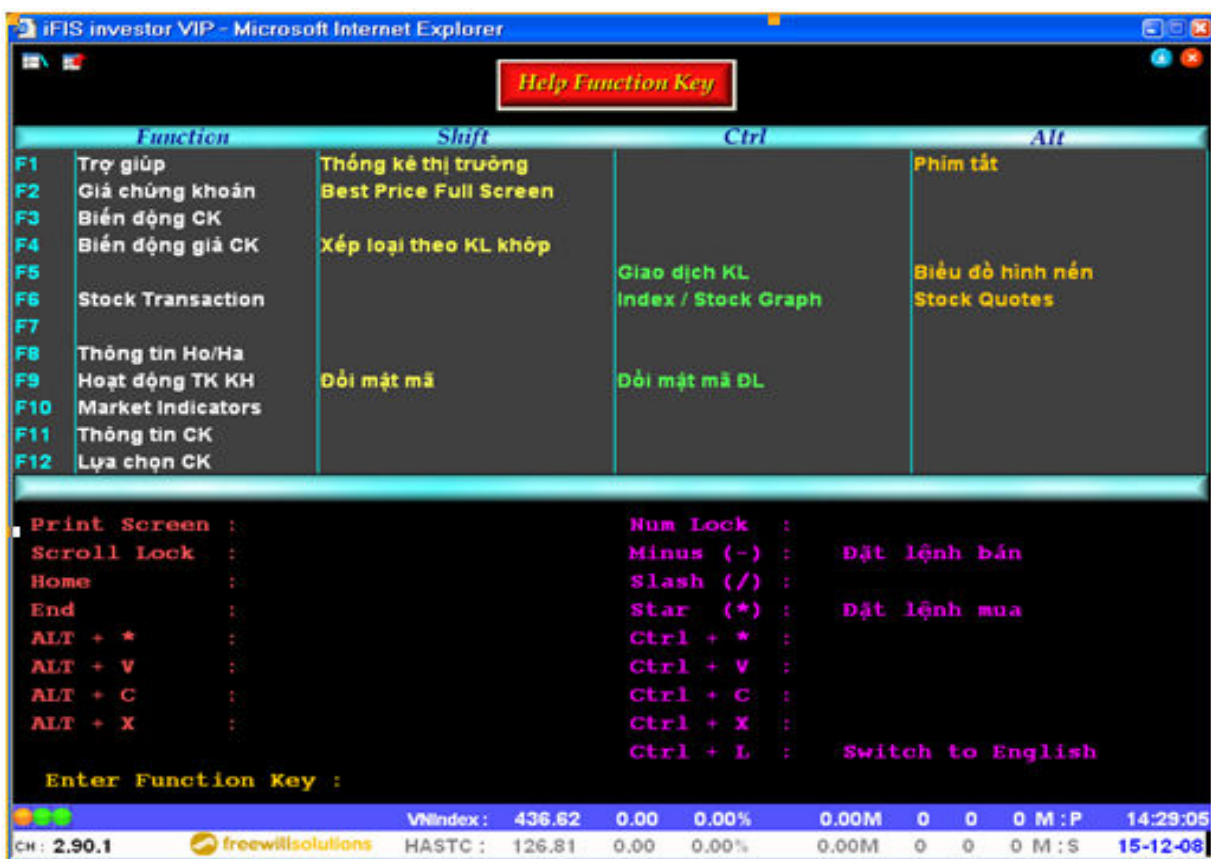 iFIS investor VIP - Microsoft Internet Explorer
Help Function Key
Function Shift Ctrl Alt
F1 Trợ giúp Thống kê thị trường Phím tắt
F2 Giá chứng khoán Best Price Full Screen
F3 Biến động CK
F4 Biến động giá CK Xếp loại theo KL khớp
F5 Giao dịch KL Biểu đồ hình nến
F6 Stock Transaction Index / Stock Graph Stock Quotes
F7
F8 Thông tin Ho/Ha
F9 Hoạt động TK KH Đổi mật mã Đổi mật mã ĐL
F10 Market Indicators
F11 Thông tin CK
F12 Lựa chọn CK
Print Screen : Num Lock :
Scroll Lock : Minus (-) : Đặt lệnh bán
Home : Slash (/) :
End : Star (*) : Đặt lệnh mua
ALT + * : Ctrl + * :
ALT + V : Ctrl + V :
ALT + C : Ctrl + C :
ALT + X : Ctrl + X :
Ctrl + L : Switch to English
Enter Function Key :
VNIndex : 436.62 0.00 0.00% 0.00M 0 0 0 M : P 14:29:05
CH : 2.90.1 freewillsolutions HASTC : 126.81 0.00 0.00% 0.00M 0 0 0 M : S 15-12-08